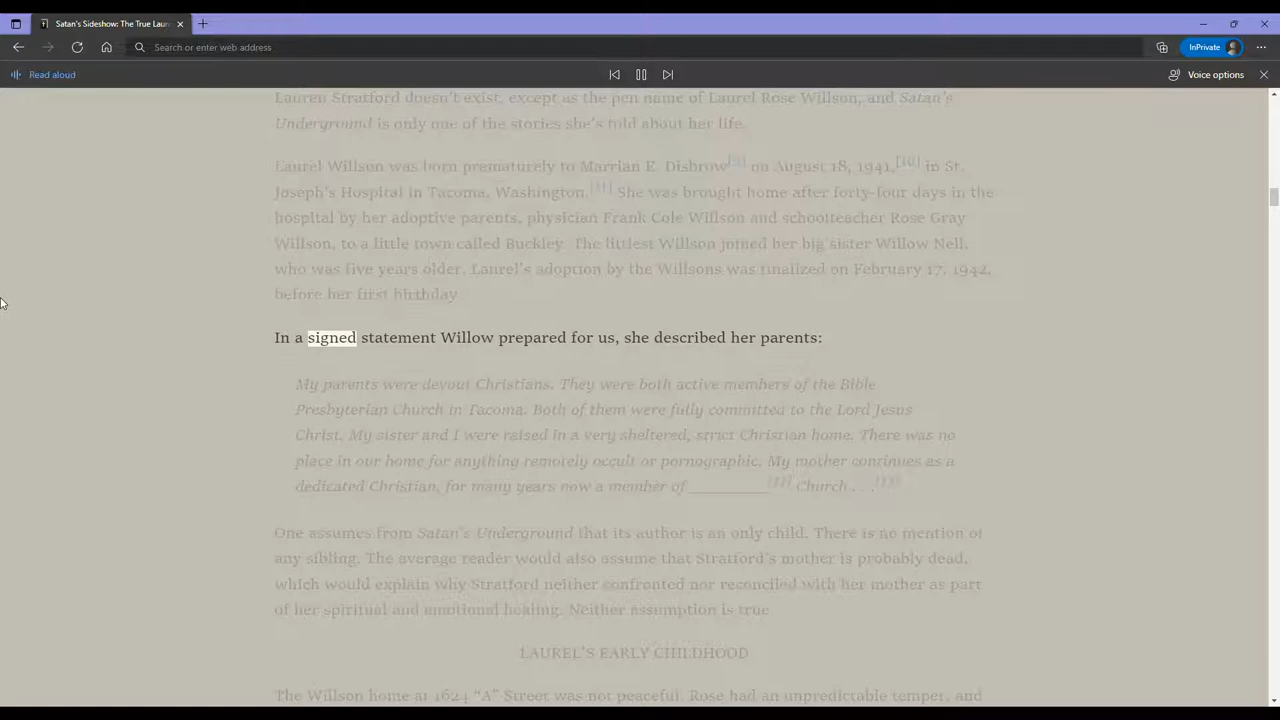 Satan's Sideshow: The True Laur
Search or enter web address
InPrivate
Read aloud
Voice options
Lauren Stratford doesn't exist, except as the pen name of Laurel Rose Willson, and Satan's
Underground is only one of the stories she's told about her life.
Laurel Willson was born prematurely to Marrian E. Disbrow[9] on August 18, 1941,[10] in St.
Joseph's Hospital in Tacoma, Washington.[11] She was brought home after forty-four days in the
hospital by her adoptive parents, physician Frank Cole Willson and schoolteacher Rose Gray
Willson, to a little town called Buckley. The littlest Willson joined her big sister Willow Nell,
who was five years older. Laurel's adoption by the Willsons was finalized on February 17, 1942,
before her first birthday.
In a signed statement Willow prepared for us, she described her parents:
My parents were devout Christians. They were both active members of the Bible
Presbyterian Church in Tacoma. Both of them were fully committed to the Lord Jesus
Christ. My sister and I were raised in a very sheltered, strict Christian home. There was no
place in our home for anything remotely occult or pornographic. My mother continues as a
dedicated Christian, for many years now a member of _________[12] Church . . .[13]
One assumes from Satan's Underground that its author is an only child. There is no mention of
any sibling. The average reader would also assume that Stratford's mother is probably dead,
which would explain why Stratford neither confronted nor reconciled with her mother as part
of her spiritual and emotional healing. Neither assumption is true.
LAUREL'S EARLY CHILDHOOD
The Willson home at 1624 “A” Street was not peaceful. Rose had an unpredictable temper, and